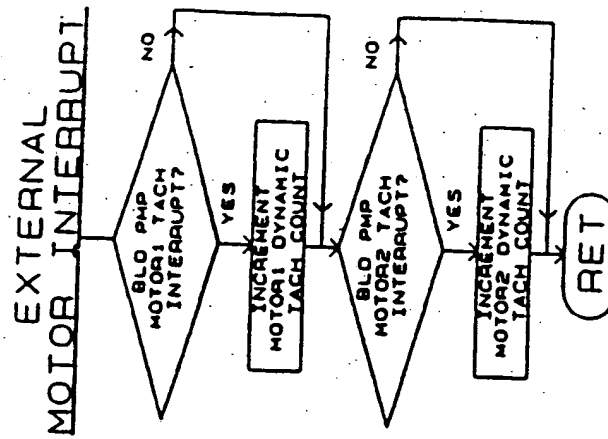 EXTERNAL
MOTOR INTERRUPT
BLD PMP
MOTOR1 TACH
INTERRUPT?
NO
YES
INCREMENT
MOTOR1 DYNAMIC
TACH COUNT
BLD PMP
MOTOR2 TACH
INTERRUPT?
NO
YES
INCREMENT
MOTOR2 DYNAMIC
TACH COUNT
RET